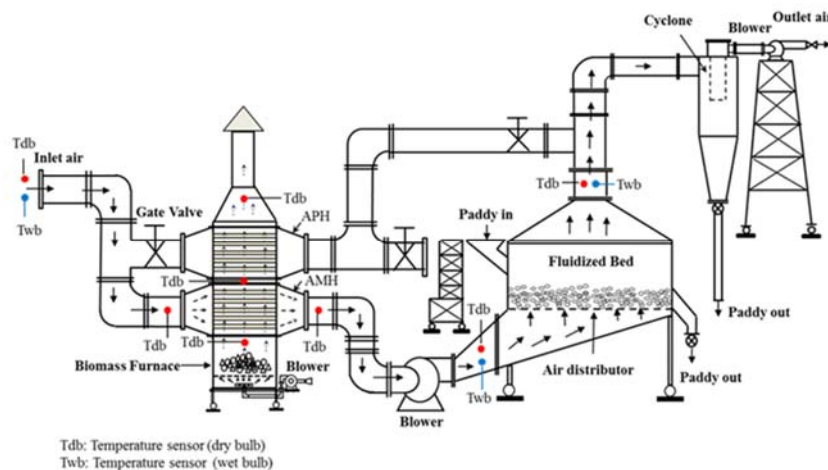 Outlet air
Blower
Cyclone
Tdb
Inlet air
Twb
Tdb
Gate Valve
APH
Tdb
Twb
Paddy in
Fluidized Bed
Tdb
AMH
Tdb
Paddy out
Tdb
Tdb
Tdb
Biomass Furnace
Blower
Air distributor
Paddy out
Twb
Blower
Tdb: Temperature sensor (dry bulb)
Twb: Temperature sensor (wet bulb)